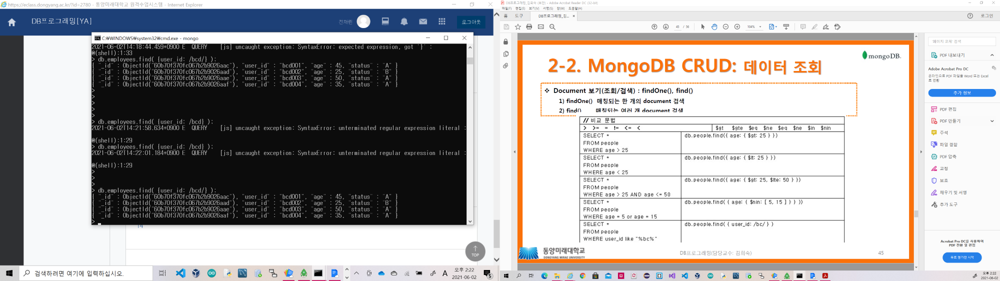 https://eclass.dongyang.ac.kr/?id=2780 - 동양미래대학교 원격수업시스템 - Internet Explorer
DB프로그래밍[YA]
전채린
로그아웃
C:₩WINDOWS₩system32₩cmd.exe - mongo
2021-06-02T14:18:44.459+0900 E  QUERY    [js] uncaught exception: SyntaxError: expected expression, got '}' :
@(shell):1:33
> db.employees.find( {user_id: /bcd/} );
{ "_id" : ObjectId("60b70f370fc067b2b9026aac"), "user_id" : "bcd001", "age" : 45, "status" : "A" }
{ "_id" : ObjectId("60b70f370fc067b2b9026aad"), "user_id" : "bcd002", "age" : 25, "status" : "B" }
{ "_id" : ObjectId("60b70f370fc067b2b9026aae"), "user_id" : "bcd003", "age" : 50, "status" : "A" }
{ "_id" : ObjectId("60b70f370fc067b2b9026aaf"), "user_id" : "bcd004", "age" : 35, "status" : "A" }
>
>
>
>
>
> db.employees.find( {user_id: /bcd} );
2021-06-02T14:21:58.634+0900 E  QUERY    [js] uncaught exception: SyntaxError: unterminated regular expression literal :
@(shell):1:29
> db.employees.find( {user_id: /bcd} );
2021-06-02T14:22:01.184+0900 E  QUERY    [js] uncaught exception: SyntaxError: unterminated regular expression literal :
@(shell):1:29
>
>
>
> db.employees.find( {user_id: /bcd/} );
{ "_id" : ObjectId("60b70f370fc067b2b9026aac"), "user_id" : "bcd001", "age" : 45, "status" : "A" }
{ "_id" : ObjectId("60b70f370fc067b2b9026aad"), "user_id" : "bcd002", "age" : 25, "status" : "B" }
{ "_id" : ObjectId("60b70f370fc067b2b9026aae"), "user_id" : "bcd003", "age" : 50, "status" : "A" }
{ "_id" : ObjectId("60b70f370fc067b2b9026aaf"), "user_id" : "bcd004", "age" : 35, "status" : "A" }
>
14
TOP
검색하려면 여기에 입력하십시오.
A
오후 2:22
2021-06-02
5
DB프로그래밍_김희숙 (보안) - Adobe Acrobat Reader DC (32-bit)
파일(F) 편집(E) 보기(V) 서명(S) 창(W) 도움말(H)
홈 도구 DB프로그래밍_김... ×
로그인
45 / 56
104%
mongoDB.
2-2. MongoDB CRUD: 데이터 조회
❖ Document 보기(조회/검색) : findOne(), find()
1) findOne() 매칭되는 한 개의 document 검색
2) find() 매칭되는 여러 개 document 검색
// 비교 문법
> >= = != <= < $gt $gte $eq $ne $eq $ne $in $nin
SELECT * db.people.find({ age: { $gt: 25 } })
FROM people
WHERE age > 25
SELECT * db.people.find({ age: { $lt: 25 } })
FROM people
WHERE age < 25
SELECT * db.people.find({ age: { $gt: 25, $lte: 50 } })
FROM people
WHERE age > 25 AND age <= 50
SELECT * db.people.find( { age: { $nin: [ 5, 15 ] } } ))
FROM people
WHERE age = 5 or age = 15
SELECT * db.people.find( { user_id: /bc/ } )
FROM people
WHERE user_id like "%bc%"
동양미래대학교
DONGYANG MIRAE UNIVERSITY
DB프로그래밍(담당교수: 김희숙)
45
'페이지 교체' 검색
PDF 내보내기
Adobe Acrobat Pro DC
온라인으로 PDF 파일을 Word 또는 Excel
로 변환
추가 정보
PDF 편집
PDF 만들기
주석
파일 결합
PDF 압축
교정
보호
채우기 및 서명
추가 도구
Acrobat Pro DC를 사용하여
PDF 전환 및 편집
무료 평가판 시작
오후 2:22
2021-06-02